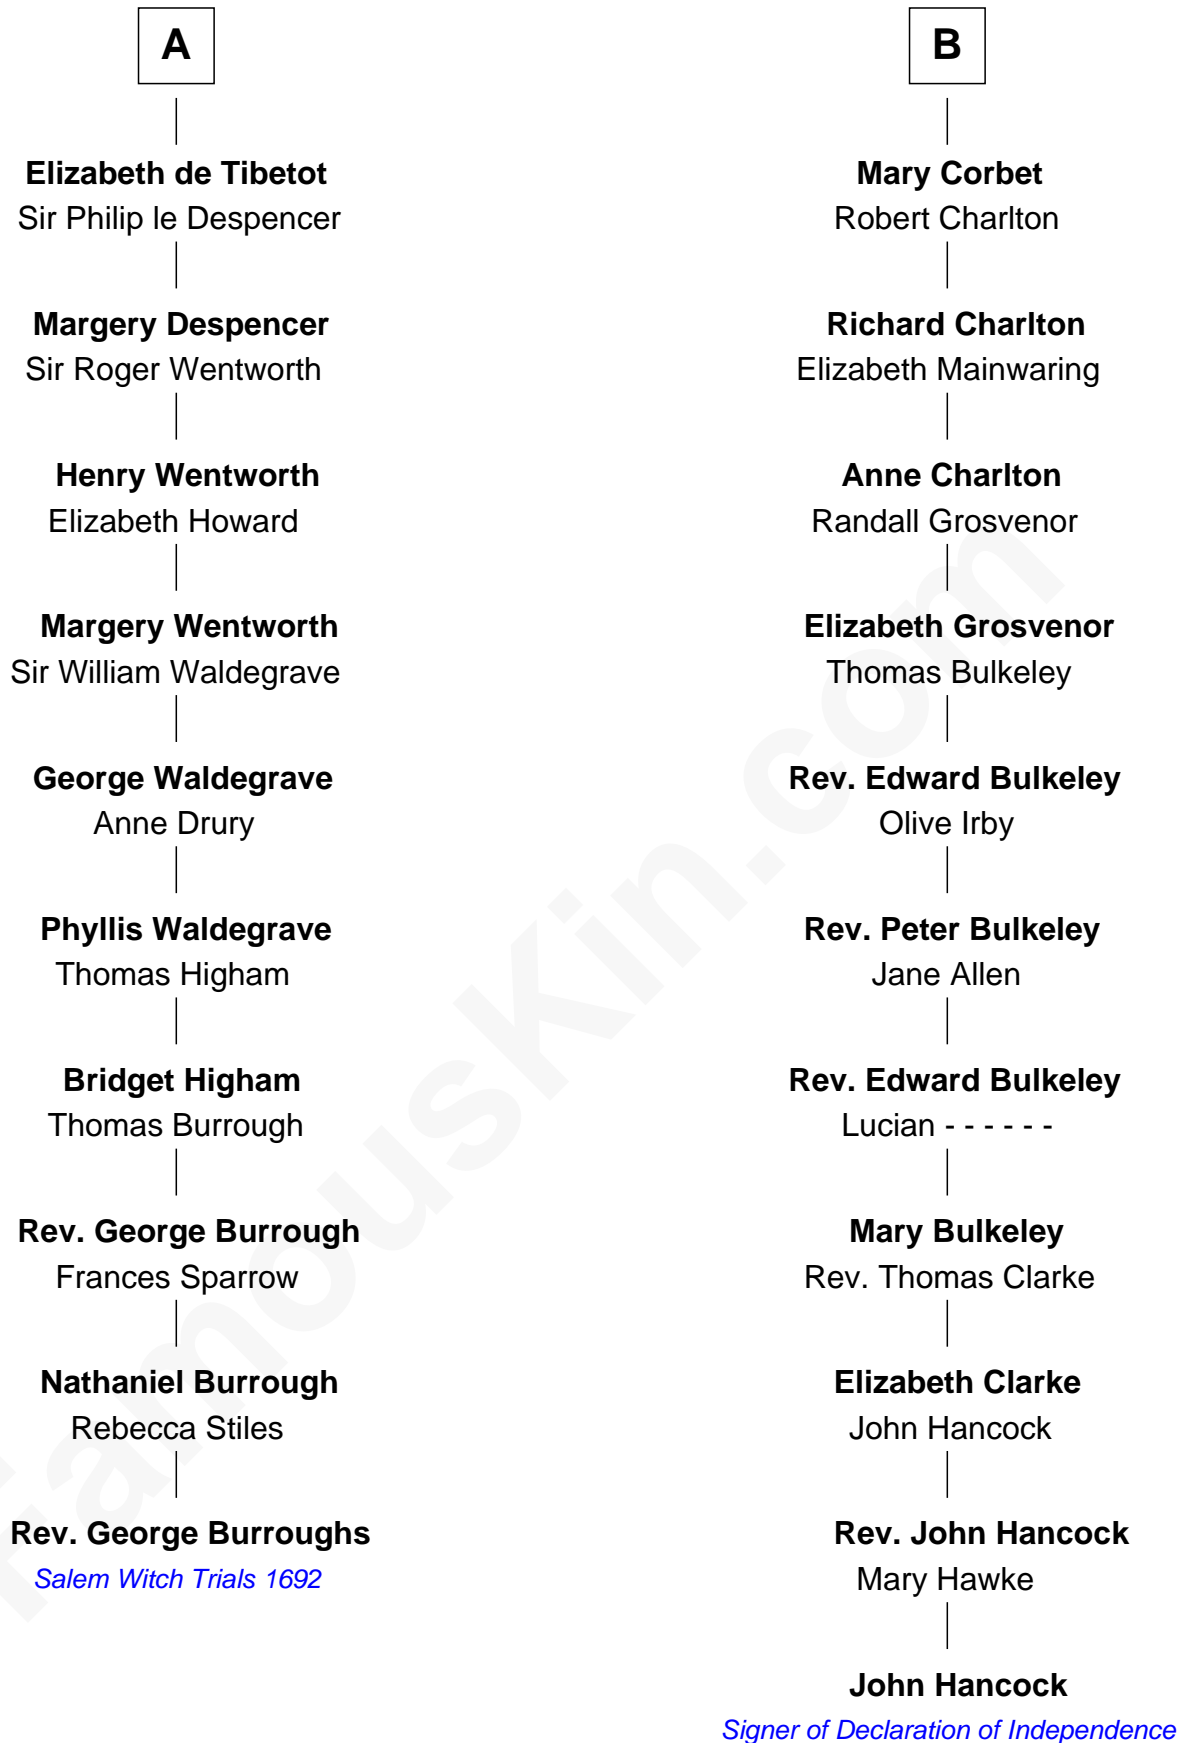 A
Elizabeth de Tibetot
Sir Philip le Despencer
Margery Despencer
Sir Roger Wentworth
Henry Wentworth
Elizabeth Howard
Margery Wentworth
Sir William Waldegrave
George Waldegrave
Anne Drury
Phyllis Waldegrave
Thomas Higham
Bridget Higham
Thomas Burrough
Rev. George Burrough
Frances Sparrow
Nathaniel Burrough
Rebecca Stiles
Rev. George Burroughs
Salem Witch Trials 1692
B
Mary Corbet
Robert Charlton
Richard Charlton
Elizabeth Mainwaring
Anne Charlton
Randall Grosvenor
Elizabeth Grosvenor
Thomas Bulkeley
Rev. Edward Bulkeley
Olive Irby
Rev. Peter Bulkeley
Jane Allen
Rev. Edward Bulkeley
Lucian - - - - - -
Mary Bulkeley
Rev. Thomas Clarke
Elizabeth Clarke
John Hancock
Rev. John Hancock
Mary Hawke
John Hancock
Signer of Declaration of Independence
FamousKin.com